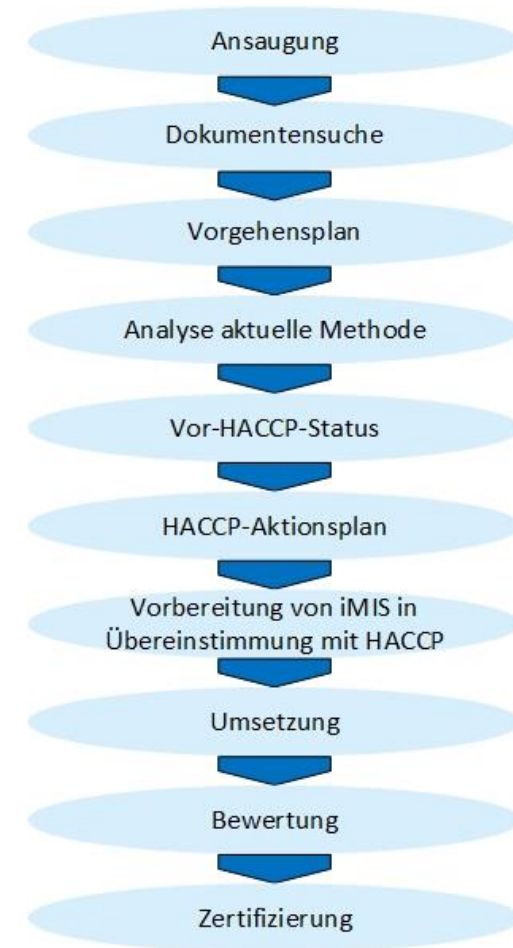 Ansaugung
Dokumentensuche
Vorgehensplan
Analyse aktuelle Methode
Vor-HACCP-Status
HACCP-Aktionsplan
Vorbereitung von iMIS in
Übereinstimmung mit HACCP
Umsetzung
Bewertung
Zertifizierung